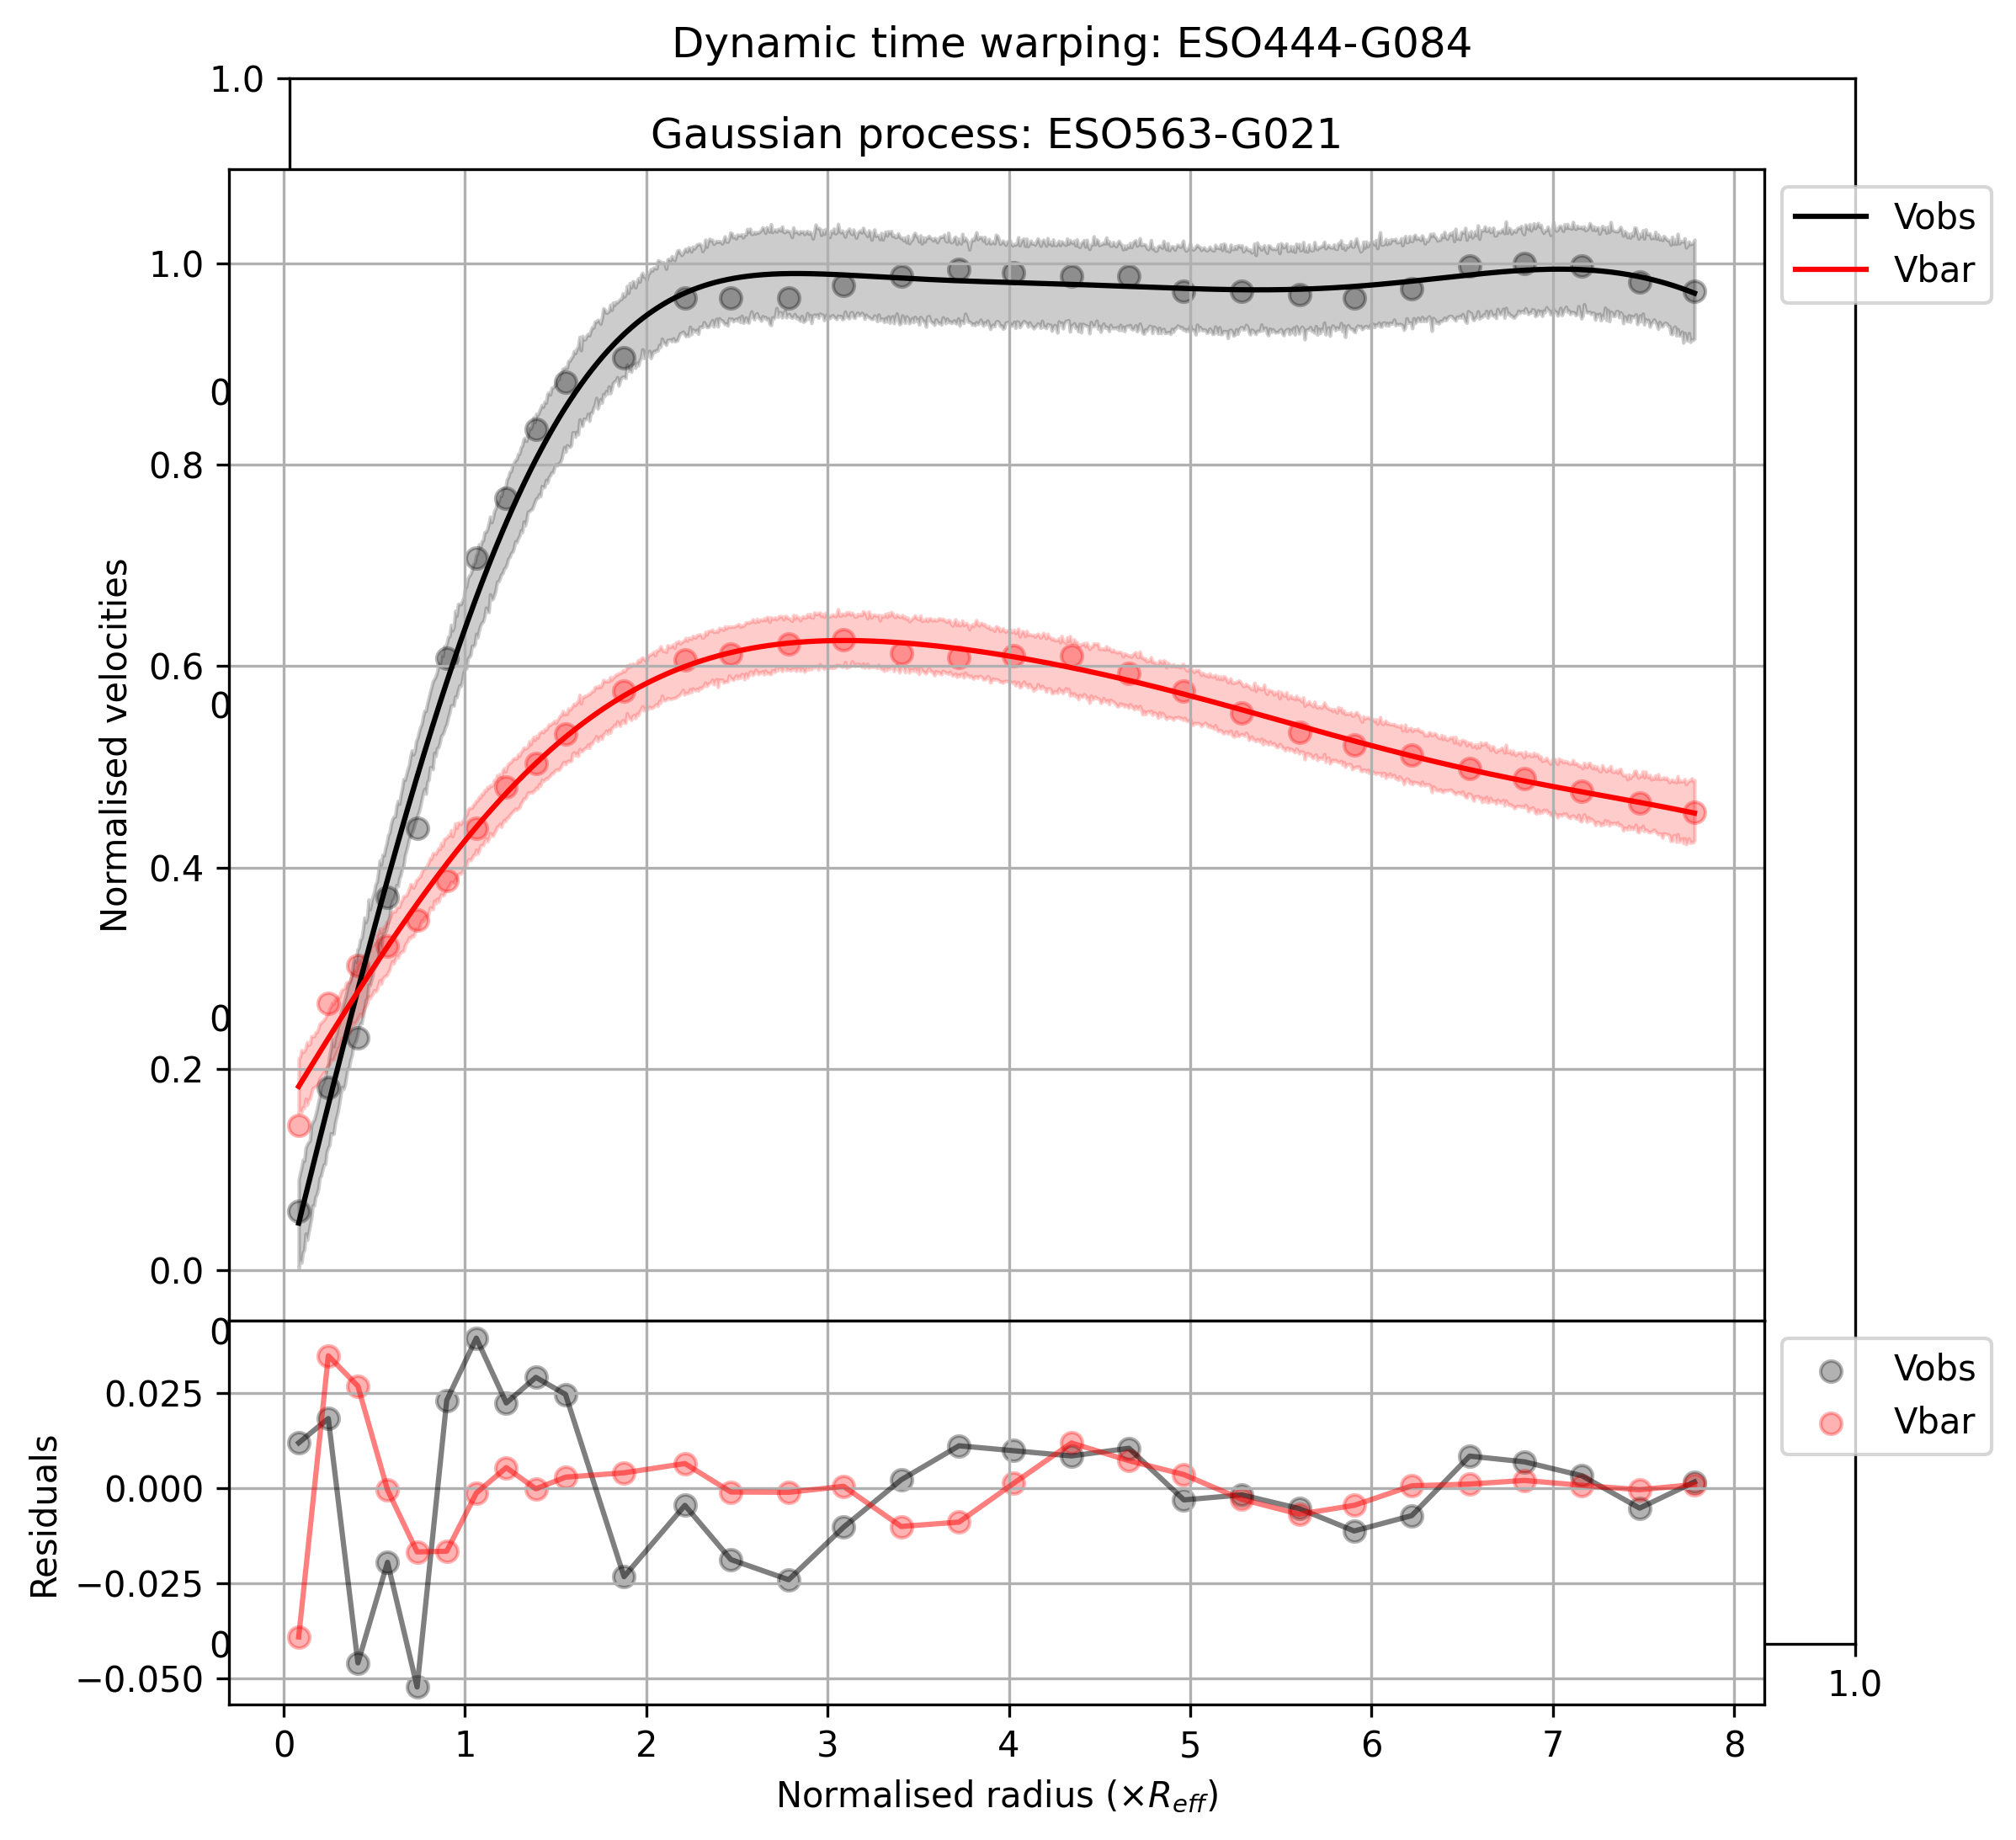 Dynamic time warping: ESO444-G084
1.0
Gaussian process: ESO563-G021
Vobs
Vbar
1.0
0
0.8
Normalised velocities
0.6
0
0.4
0
0.2
0.0
0
Vobs
Vbar
0.025
0.000
Residuals
−0.025
0
−0.050
1.0
0 1 2 3 4 5 6 7 8
Normalised radius (×R_eff)